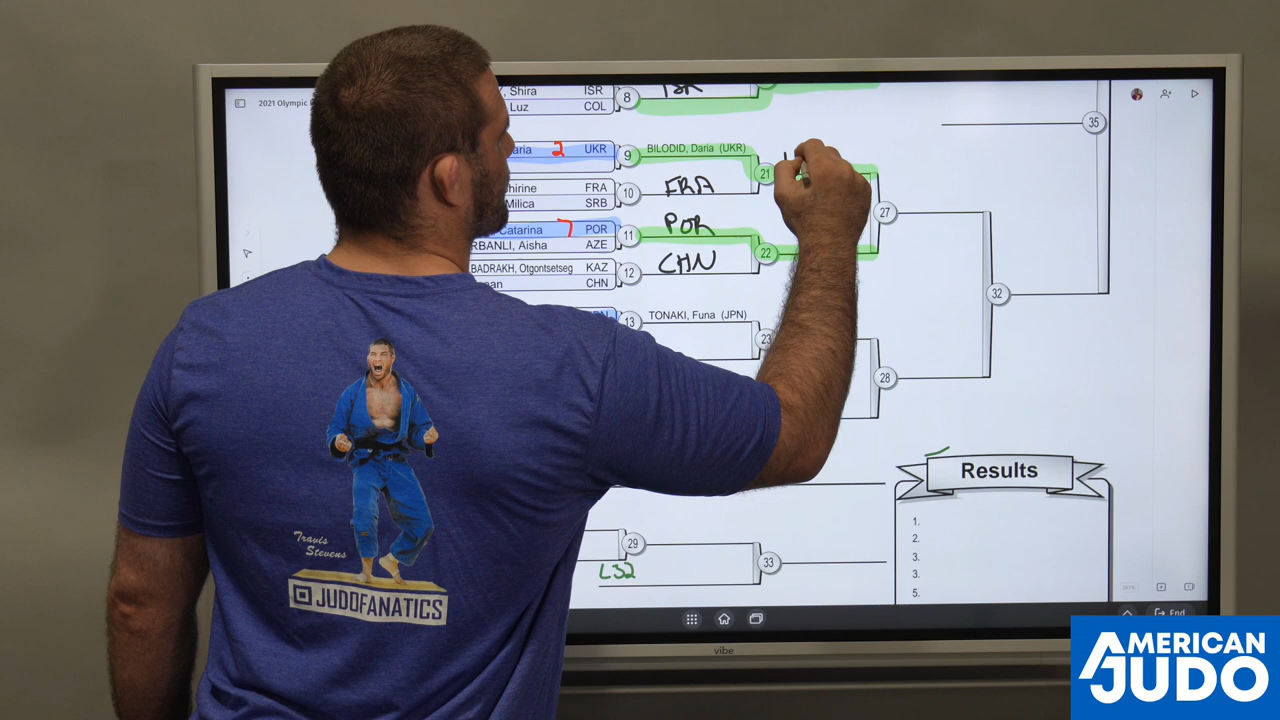 2021 Olympic
, Shira ISR
Luz COL
8
35
aria 2 UKR
9
BILODID, Daria (UKR)
21
hirine FRA
Milica SRB
10
FRA
27
Catarina 7 POR
RBANLI, Aisha AZE
11
POR
22
BADRAKH, Otgontsetseg KAZ
CHN
12
CHN
32
13
TONAKI, Funa (JPN)
23
28
Results
1.
2.
3.
3.
5.
29
L32
33
End
vibe
Travis
Stevens
JUDOFANATICS
AMERICAN
JUDO